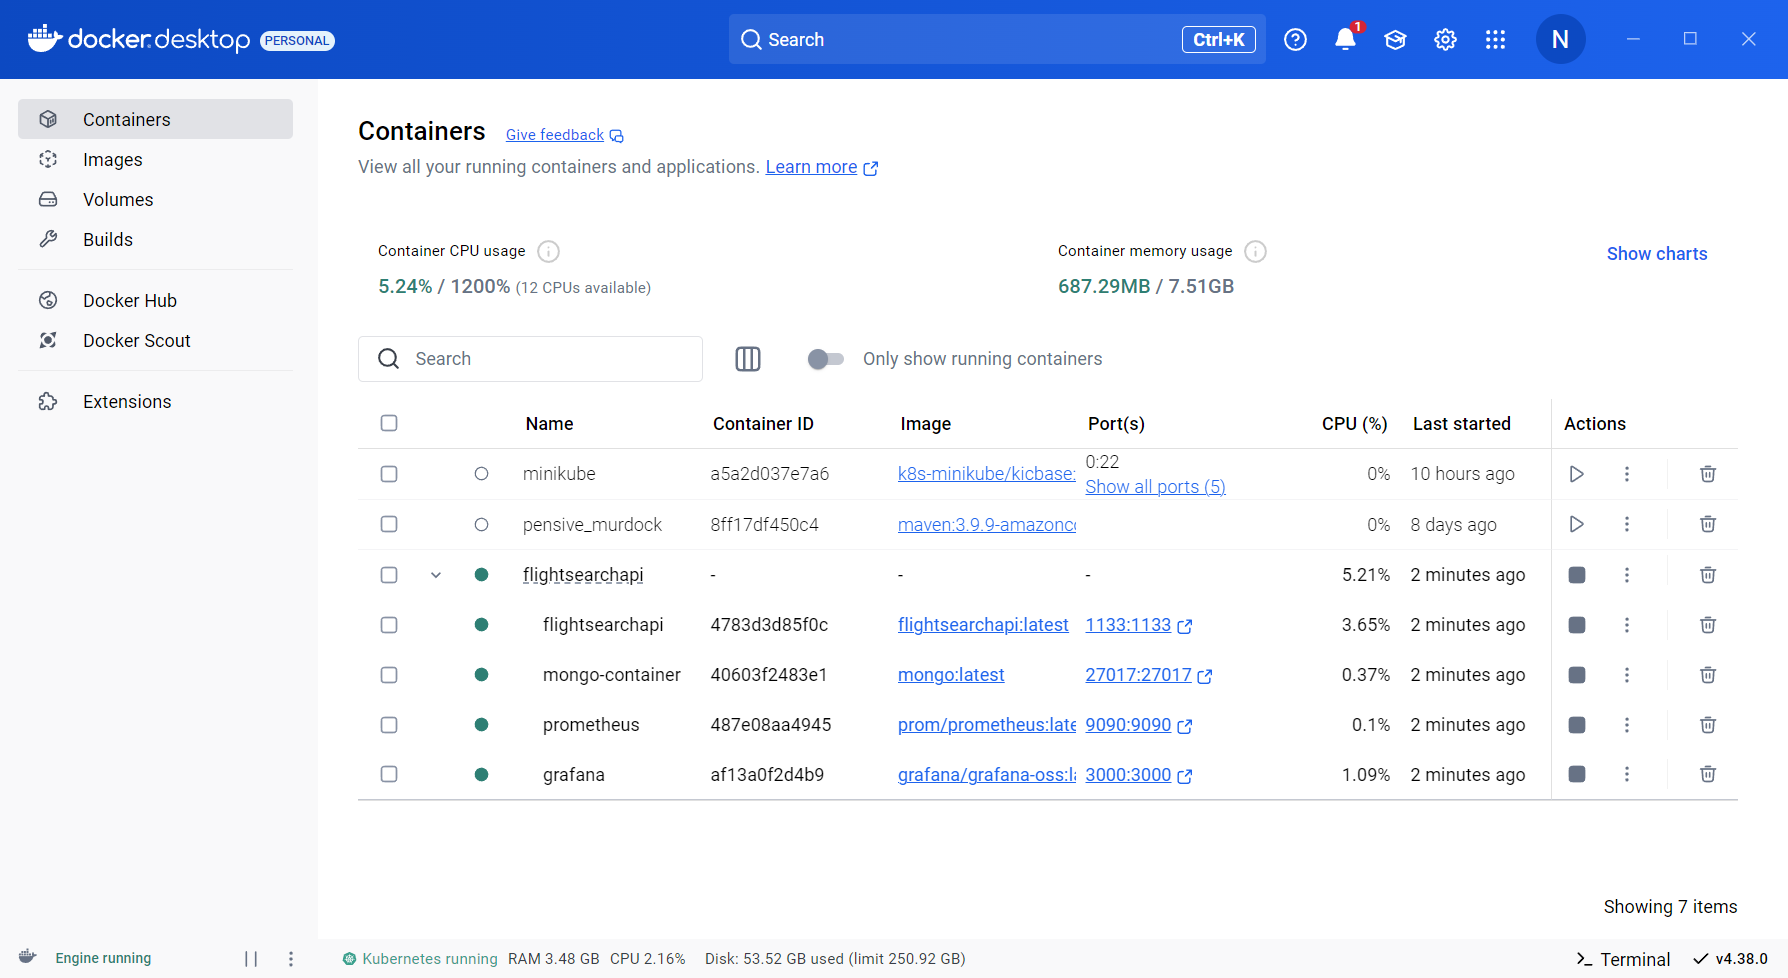 docker.desktop PERSONAL
Search
Ctrl+K
1
N
Containers
Images
Volumes
Builds
Docker Hub
Docker Scout
Extensions
Containers Give feedback
View all your running containers and applications. Learn more
Container CPU usage
5.24% / 1200% (12 CPUs available)
Container memory usage
687.29MB / 7.51GB
Show charts
Search
Only show running containers
Name Container ID Image Port(s) CPU (%) Last started Actions
minikube a5a2d037e7a6 k8s-minikube/kicbase: 0:22 Show all ports (5) 0% 10 hours ago
pensive_murdock 8ff17df450c4 maven:3.9.9-amazonc 0% 8 days ago
flightsearchapi - - - 5.21% 2 minutes ago
flightsearchapi 4783d3d85f0c flightsearchapi:latest 1133:1133 3.65% 2 minutes ago
mongo-container 40603f2483e1 mongo:latest 27017:27017 0.37% 2 minutes ago
prometheus 487e08aa4945 prom/prometheus:late 9090:9090 0.1% 2 minutes ago
grafana af13a0f2d4b9 grafana/grafana-oss:l 3000:3000 1.09% 2 minutes ago
Showing 7 items
Engine running
Kubernetes running RAM 3.48 GB CPU 2.16% Disk: 53.52 GB used (limit 250.92 GB)
Terminal
v4.38.0